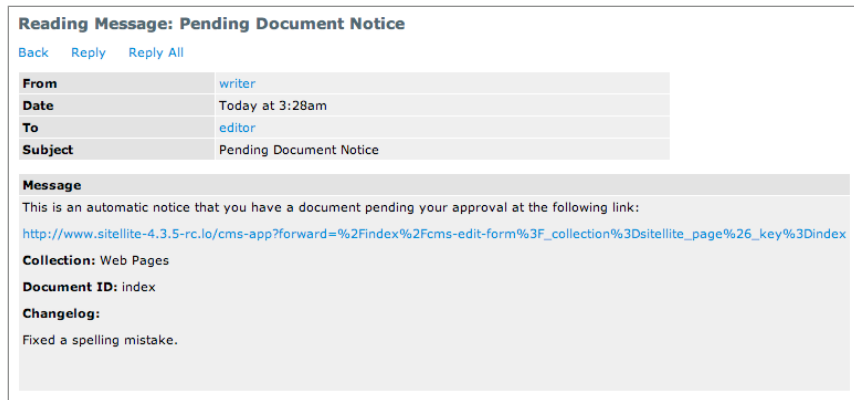 Reading Message: Pending Document Notice
Back Reply Reply All
From writer
Date Today at 3:28am
To editor
Subject Pending Document Notice
Message
This is an automatic notice that you have a document pending your approval at the following link:
http://www.sitellite-4.3.5-rc.lo/cms-app?forward=%2Findex%2Fcms-edit-form%3F_collection%3Dsitellite_page%26_key%3Dindex
Collection: Web Pages
Document ID: index
Changelog:
Fixed a spelling mistake.